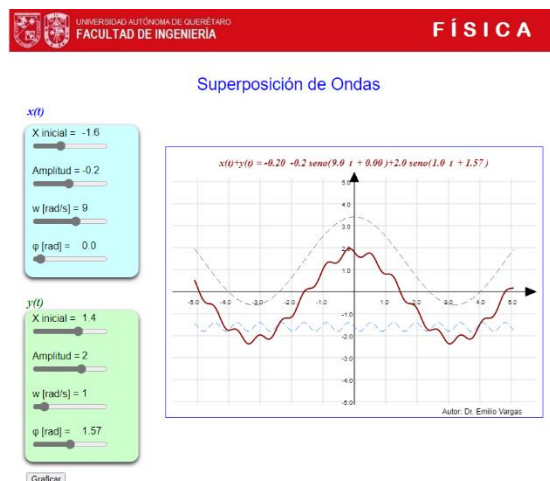 UNIVERSIDAD AUTÓNOMA DE QUERÉTARO
FACULTAD DE INGENIERÍA
FÍSICA
Superposición de Ondas
x(t)
X inicial = -1.6
Amplitud = -0.2
w [rad/s] = 9
φ [rad] = 0.0
y(t)
X inicial = 1.4
Amplitud = 2
w [rad/s] = 1
φ [rad] = 1.57
Graficar
x(t)+y(t) = -0.20 -0.2 seno(9.0 t + 0.00 )+2.0 seno(1.0 t + 1.57 )
5.0
4.0
3.0
2.0
1.0
-5.0 -4.0 -3.0 -2.0 -1.0 1.0 2.0 3.0 4.0 5.0
-1.0
-2.0
-3.0
-4.0
-5.0
Autor: Dr. Emilio Vargas